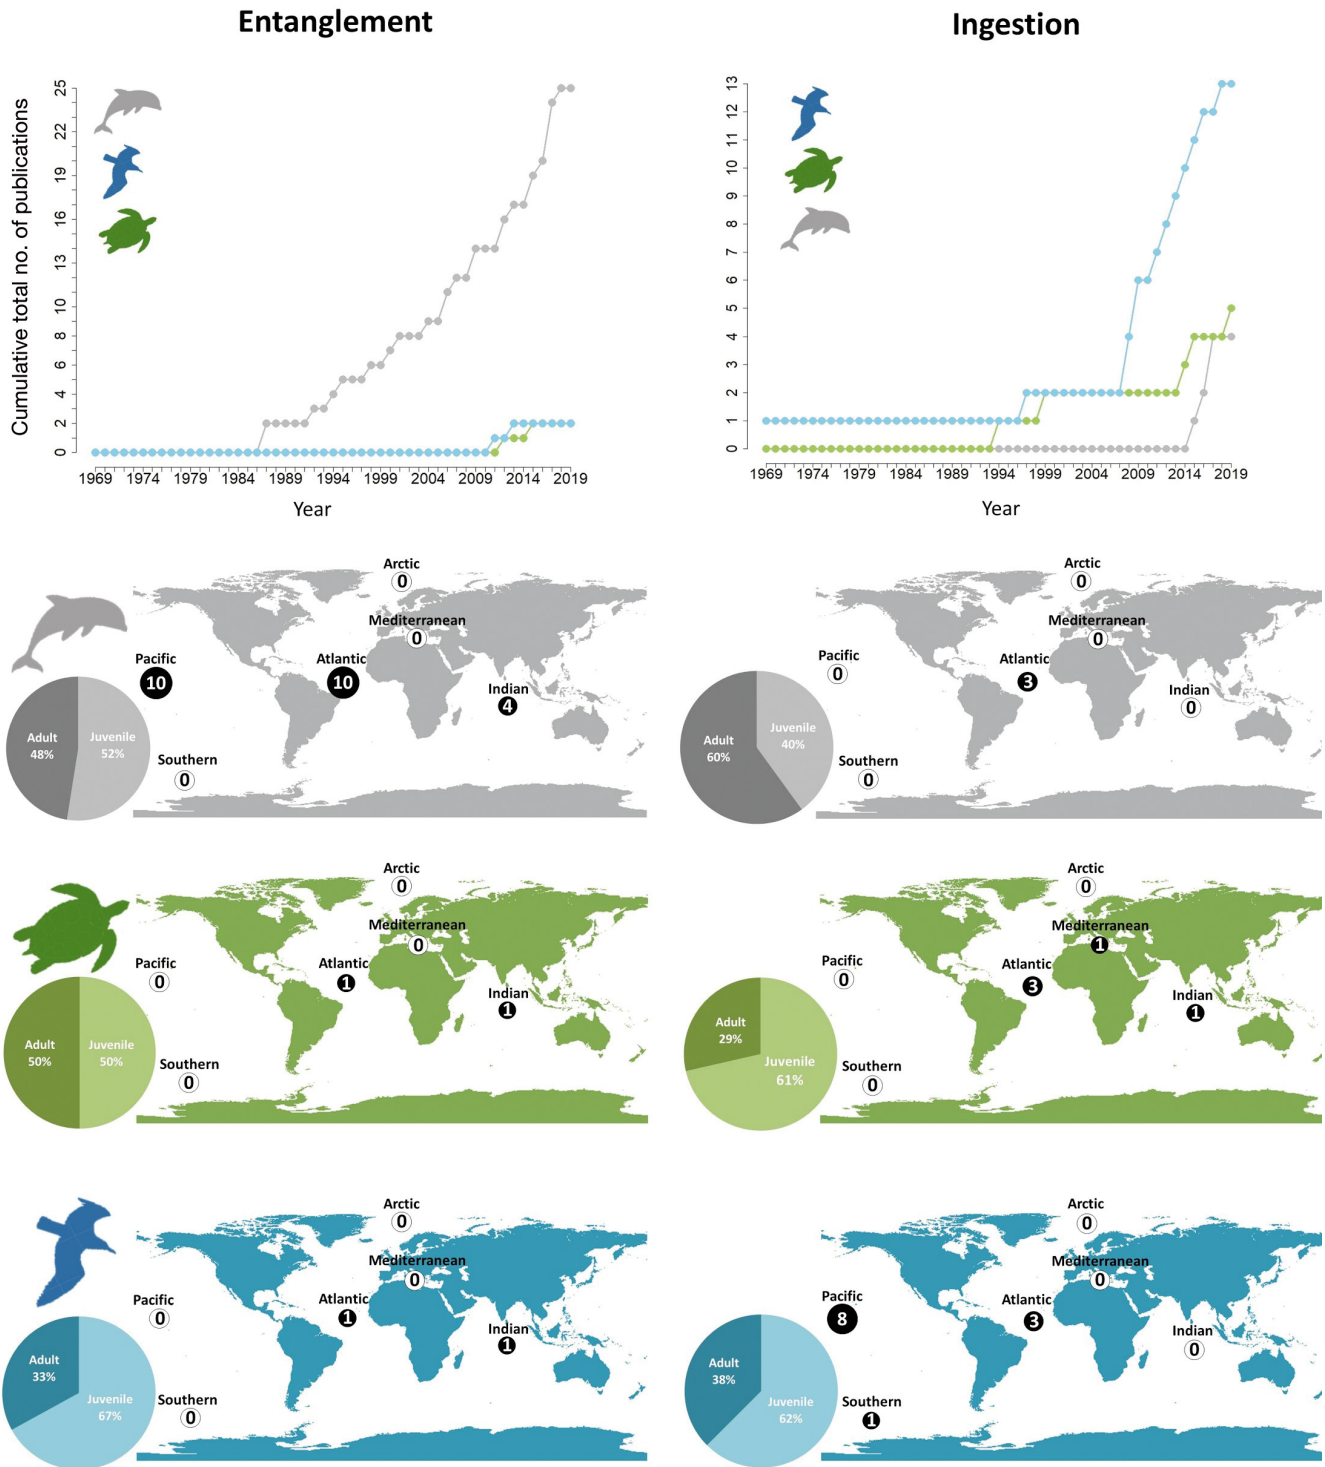 Entanglement
Ingestion
Cumulative total no. of publications
25
22
19
16
13
10
8
6
4
2
0
1969 1974 1979 1984 1989 1994 1999 2004 2009 2014 2019
Year
13
12
11
10
9
8
7
6
5
4
3
2
1
0
1969 1974 1979 1984 1989 1994 1999 2004 2009 2014 2019
Year
Arctic
0
Mediterranean
0
Pacific
10
Atlantic
10
Indian
4
Southern
0
Adult
48%
Juvenile
52%
Arctic
0
Mediterranean
0
Pacific
0
Atlantic
3
Indian
0
Southern
0
Adult
60%
Juvenile
40%
Arctic
0
Mediterranean
0
Pacific
0
Atlantic
1
Indian
1
Southern
0
Adult
50%
Juvenile
50%
Arctic
0
Mediterranean
1
Pacific
0
Atlantic
3
Indian
1
Southern
0
Adult
29%
Juvenile
61%
Arctic
0
Mediterranean
0
Pacific
0
Atlantic
1
Indian
1
Southern
0
Adult
33%
Juvenile
67%
Arctic
0
Mediterranean
0
Pacific
8
Atlantic
3
Indian
0
Southern
1
Adult
38%
Juvenile
62%